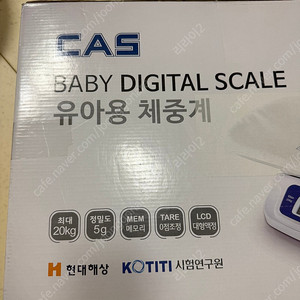 CAS
BABY DIGITAL SCALE
유아용 체중계
최대 20kg
정밀도 5g
MEM 메모리
TARE 0점조정
LCD 대형액정
현대해상 KOTITI 시험연구원